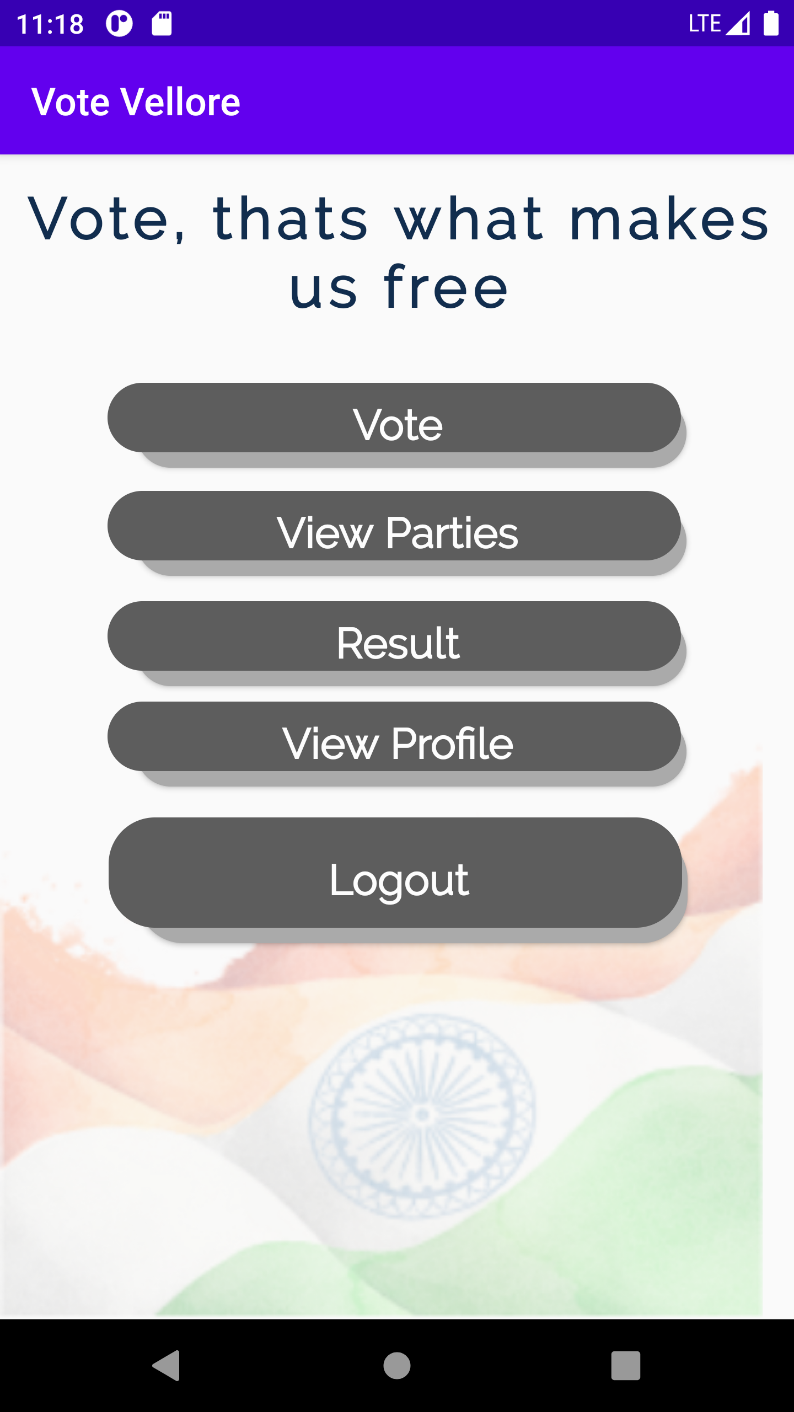 11:18 LTE
Vote Vellore
Vote, thats what makes
us free
Vote
View Parties
Result
View Profile
Logout